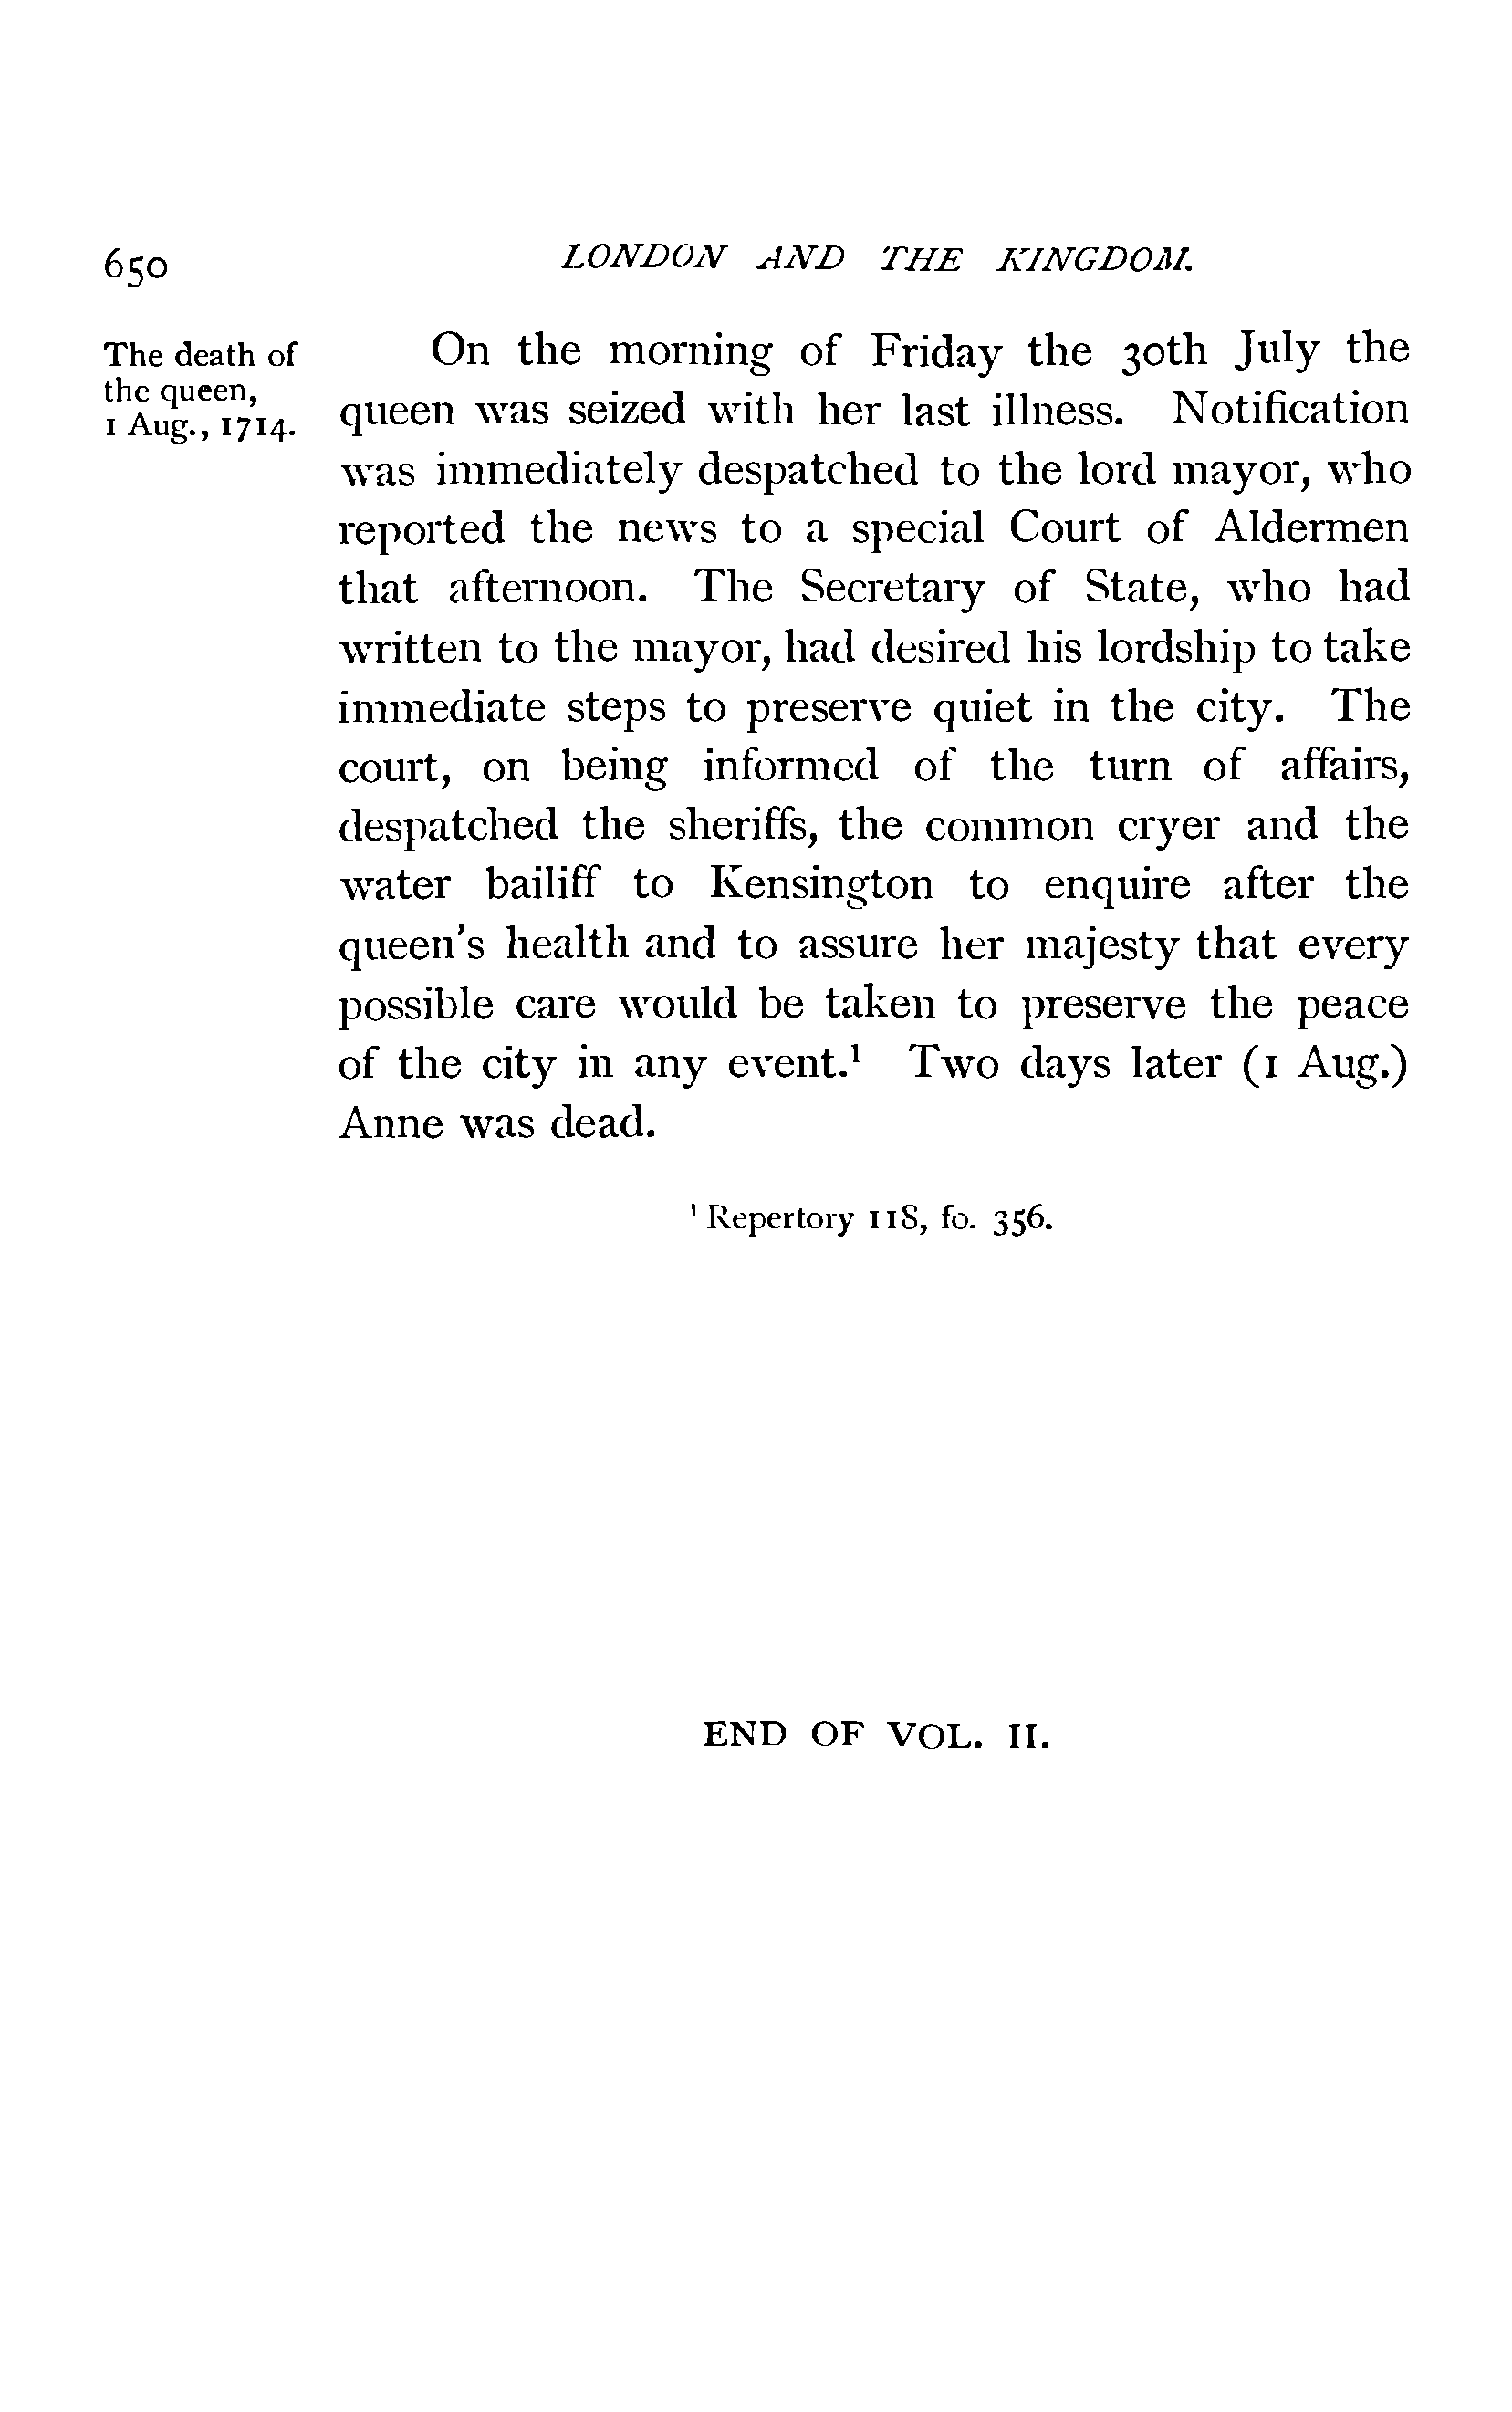 650 LONDON AND THE KINGDOM.
The death of
the queen,
1 Aug., 1714.
On the morning of Friday the 30th July the
queen was seized with her last illness. Notification
was immediately despatched to the lord mayor, who
reported the news to a special Court of Aldermen
that afternoon. The Secretary of State, who had
written to the mayor, had desired his lordship to take
immediate steps to preserve quiet in the city. The
court, on being informed of the turn of affairs,
despatched the sheriffs, the common cryer and the
water bailiff to Kensington to enquire after the
queen's health and to assure her majesty that every
possible care would be taken to preserve the peace
of the city in any event.¹ Two days later (1 Aug.)
Anne was dead.
¹ Repertory 118, fo. 356.
END OF VOL. II.